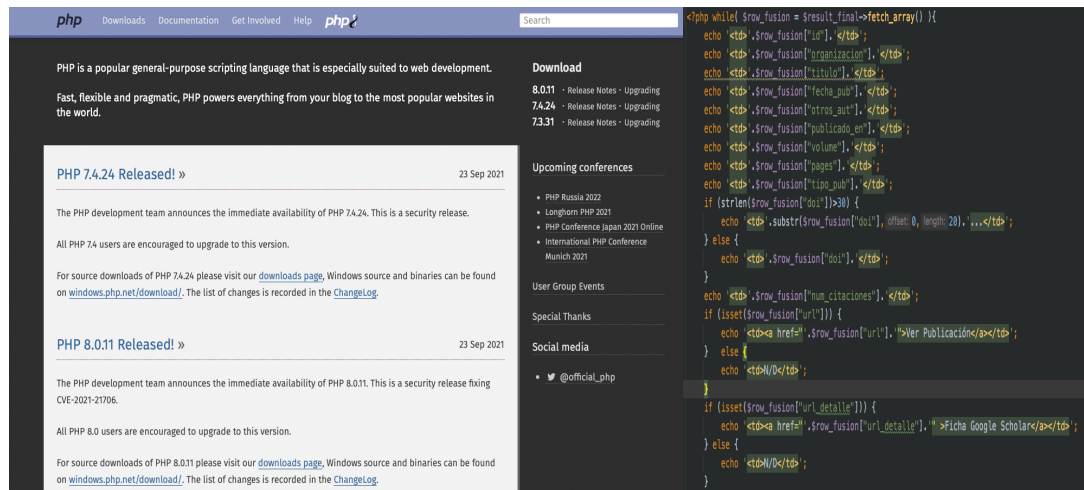 php Downloads Documentation Get Involved Help php8 Search
PHP is a popular general-purpose scripting language that is especially suited to web development.
Fast, flexible and pragmatic, PHP powers everything from your blog to the most popular websites in
the world.
PHP 7.4.24 Released! » 23 Sep 2021
The PHP development team announces the immediate availability of PHP 7.4.24. This is a security release.
All PHP 7.4 users are encouraged to upgrade to this version.
For source downloads of PHP 7.4.24 please visit our downloads page, Windows source and binaries can be found
on windows.php.net/download/. The list of changes is recorded in the ChangeLog.
PHP 8.0.11 Released! » 23 Sep 2021
The PHP development team announces the immediate availability of PHP 8.0.11. This is a security release fixing
CVE-2021-21706.
All PHP 8.0 users are encouraged to upgrade to this version.
For source downloads of PHP 8.0.11 please visit our downloads page, Windows source and binaries can be found
on windows.php.net/download/. The list of changes is recorded in the ChangeLog.
Download
8.0.11 · Release Notes · Upgrading
7.4.24 · Release Notes · Upgrading
7.3.31 · Release Notes · Upgrading
Upcoming conferences
• PHP Russia 2022
• Longhorn PHP 2021
• PHP Conference Japan 2021 Online
• International PHP Conference
Munich 2021
User Group Events
Special Thanks
Social media
• @official_php
<?php while( $row_fusion = $result_final->fetch_array() ){
echo '<td>'.$row_fusion["id"].'</td>';
echo '<td>'.$row_fusion["organizacion"].'</td>';
echo '<td>'.$row_fusion["titulo"].'</td>';
echo '<td>'.$row_fusion["fecha_pub"].'</td>';
echo '<td>'.$row_fusion["otros_aut"].'</td>';
echo '<td>'.$row_fusion["publicado_en"].'</td>';
echo '<td>'.$row_fusion["volume"].'</td>';
echo '<td>'.$row_fusion["pages"].'</td>';
echo '<td>'.$row_fusion["tipo_pub"].'</td>';
if (strlen($row_fusion["doi"])>30) {
echo '<td>'.substr($row_fusion["doi"], offset: 0, length: 20).'...</td>';
} else {
echo '<td>'.$row_fusion["doi"].'</td>';
}
echo '<td>'.$row_fusion["num_citaciones"].'</td>';
if (isset($row_fusion["url"])) {
echo '<td><a href="'.$row_fusion["url"].'">Ver Publicación</a></td>';
} else {
echo '<td>N/D</td>';
}
if (isset($row_fusion["url_detalle"])) {
echo '<td><a href="'.$row_fusion["url_detalle"].'" >Ficha Google Scholar</a></td>';
} else {
echo '<td>N/D</td>';
}